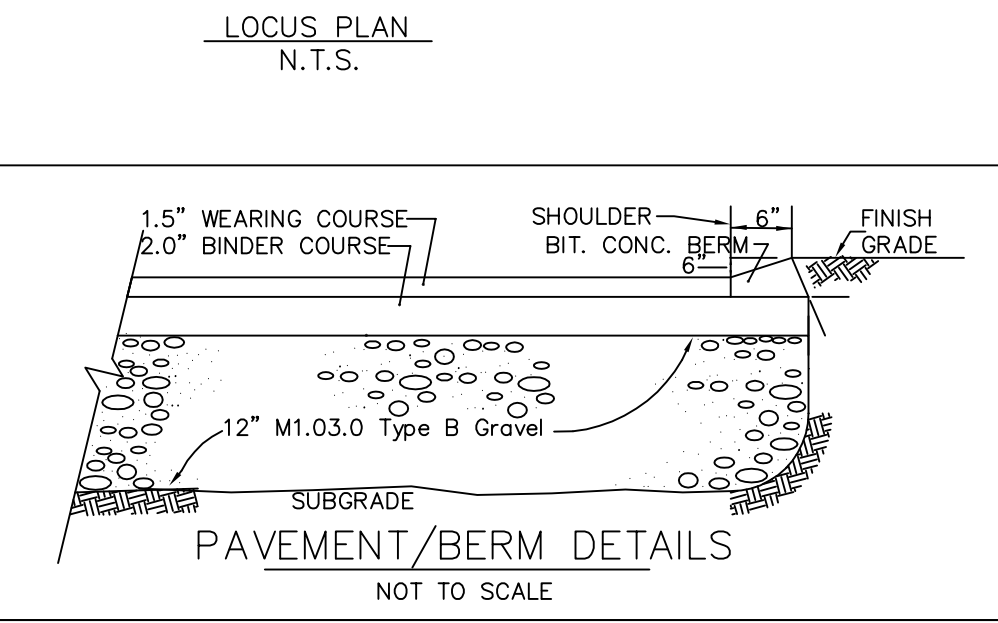 LOCUS PLAN
N.T.S.
1.5” WEARING COURSE
2.0” BINDER COURSE
SHOULDER
6”
BIT. CONC. BERM
6”
FINISH
GRADE
12” M1.03.0 Type B Gravel
SUBGRADE
PAVEMENT/BERM DETAILS
NOT TO SCALE